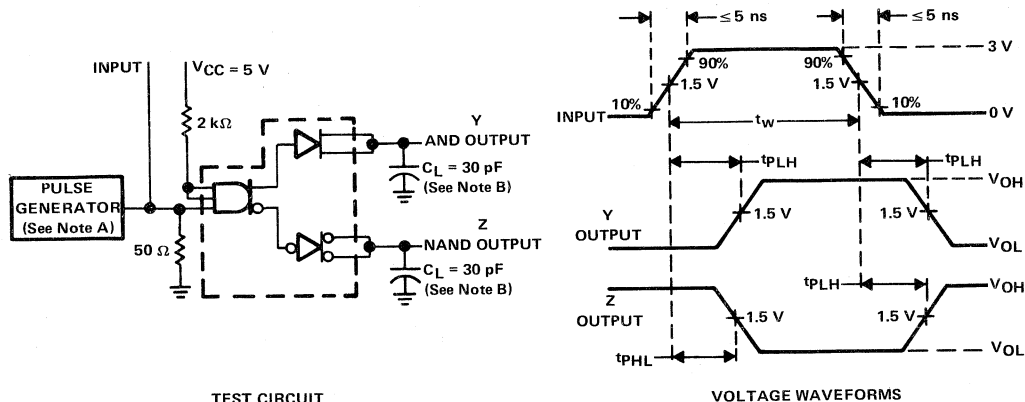 INPUT
VCC = 5 V
2 kΩ
PULSE
GENERATOR
(See Note A)
50 Ω
Y
AND OUTPUT
CL = 30 pF
(See Note B)
Z
NAND OUTPUT
CL = 30 pF
(See Note B)
TEST CIRCUIT
≤ 5 ns
≤ 5 ns
3 V
90%
90%
1.5 V
1.5 V
10%
10%
INPUT
0 V
tw
tPLH
tPLH
VOH
Y
OUTPUT
1.5 V
1.5 V
VOL
tPLH
VOH
Z
OUTPUT
1.5 V
1.5 V
tPHL
VOL
VOLTAGE WAVEFORMS